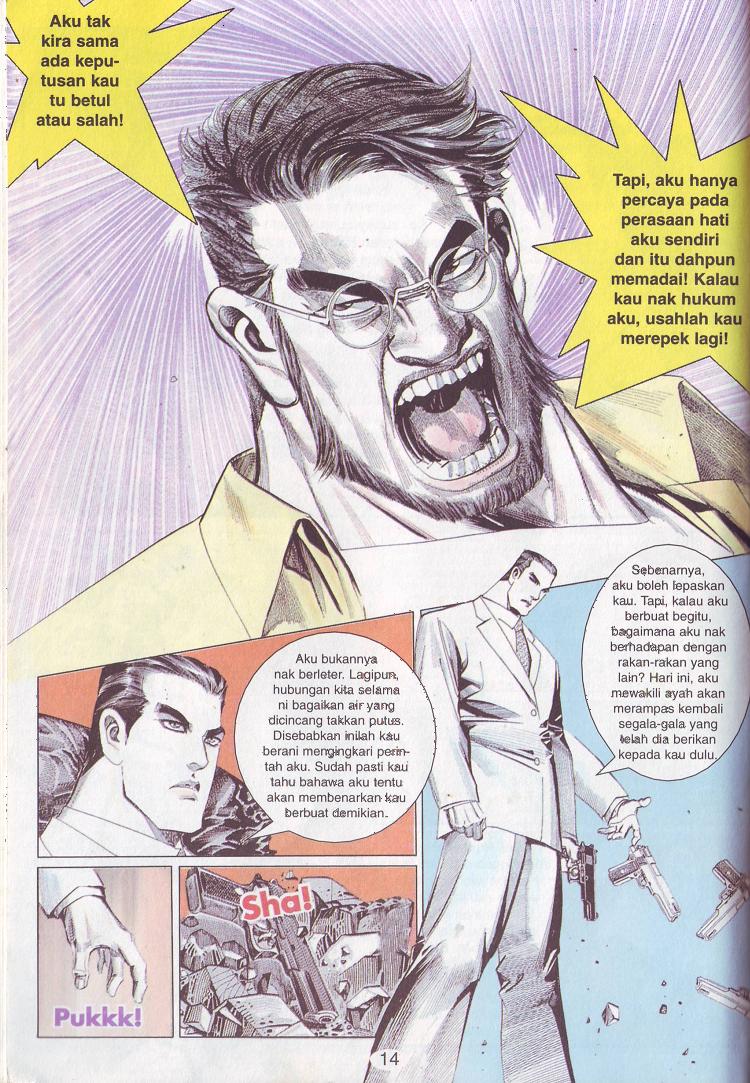 Aku tak
kira sama
ada kepu-
tusan kau
tu betul
atau salah!
Tapi, aku hanya
percaya pada
perasaan hati
aku sendiri
dan itu dahpun
memadai! Kalau
kau nak hukum
aku, usahlah kau
merepek lagi!
Aku bukannya
nak berleter. Lagipun,
hubungan kita selama
ni bagaikan air yang
dicincang takkan putus.
Disebabkan inilah kau
berani mengingkari perin-
tah aku. Sudah pasti kau
tahu bahawa aku tentu
akan membenarkan kau
berbuat demikian.
Sebenarnya,
aku boleh lepaskan
kau. Tapi, kalau aku
berbuat begitu,
bagaimana aku nak
berhadapan dengan
rakan-rakan yang
lain? Hari ini, aku
mewakili ayah akan
merampas kembali
segala-gala yang
telah dia berikan
kepada kau dulu.
Pukkk!
Sha!
14